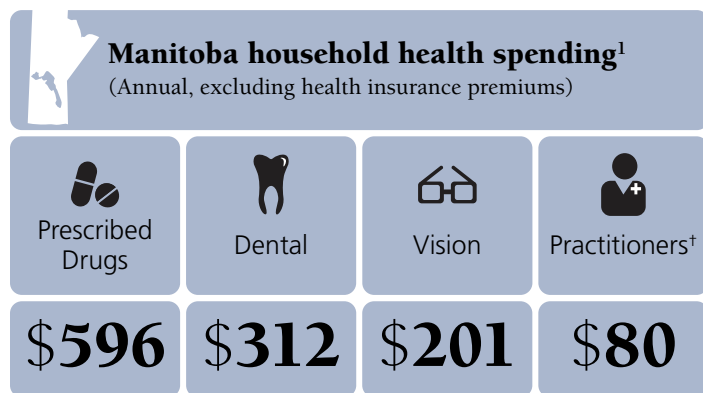 Manitoba household health spending¹
(Annual, excluding health insurance premiums)
Prescribed
Drugs
Dental
Vision
Practitioners†
$596
$312
$201
$80